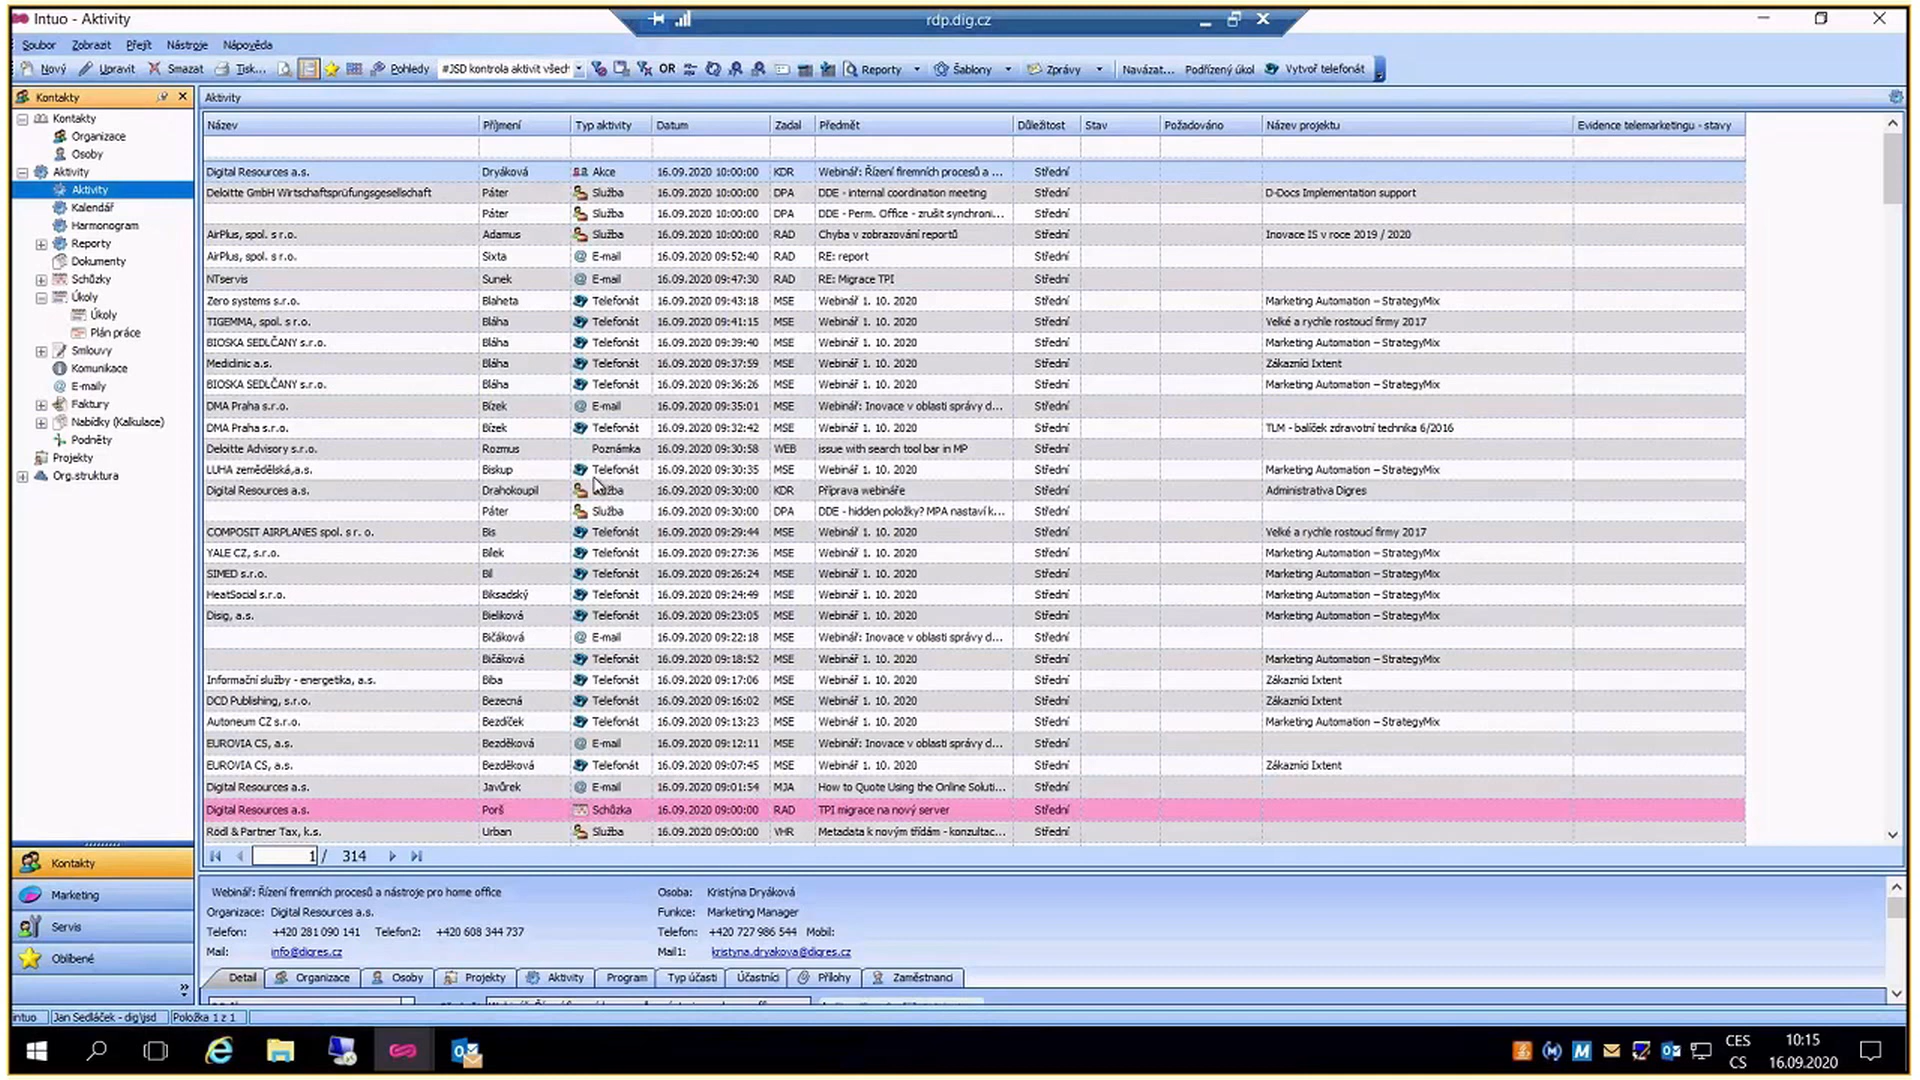 Intuo - Aktivity
rdp.dig.cz
Soubor Zobrazit Přejít Nástroje Nápověda
Nový Upravit Smazat Tisk... Pohledy #JSD kontrola aktivit všech OR Reporty Šablony Zprávy Navázat... Podřízený úkol Vytvoř telefonát
Kontakty
Aktivity
Kontakty
Organizace
Osoby
Aktivity
Aktivity
Kalendář
Harmonogram
Reporty
Dokumenty
Schůzky
Úkoly
Úkoly
Plán práce
Smlouvy
Komunikace
E-maily
Faktury
Nabídky (Kalkulace)
Podněty
Projekty
Org.struktura
Kontakty
Marketing
Servis
Oblíbené
Název Příjmení Typ aktivity Datum Zadal Předmět Důležitost Stav Požadováno Název projektu Evidence telemarketingu - stavy
Digital Resources a.s. Dryáková Akce 16.09.2020 10:00:00 KDR Webinář: Řízení firemních procesů a ... Střední
Deloitte GmbH Wirtschaftsprüfungsgesellschaft Páter Služba 16.09.2020 10:00:00 DPA DDE - internal coordination meeting Střední D-Docs Implementation support
Páter Služba 16.09.2020 10:00:00 DPA DDE - Perm. Office - zrušit synchroni... Střední
AirPlus, spol. s r.o. Adamus Služba 16.09.2020 10:00:00 RAD Chyba v zobrazování reportů Střední Inovace IS v roce 2019 / 2020
AirPlus, spol. s r.o. Sixta E-mail 16.09.2020 09:52:40 RAD RE: report Střední
NTservis Sunek E-mail 16.09.2020 09:47:30 RAD RE: Migrace TPI Střední
Zero systems s.r.o. Blaheta Telefonát 16.09.2020 09:43:18 MSE Webinář 1. 10. 2020 Střední Marketing Automation – StrategyMix
TIGEMMA, spol. s r.o. Bláha Telefonát 16.09.2020 09:41:15 MSE Webinář 1. 10. 2020 Střední Velké a rychle rostoucí firmy 2017
BIOSKA SEDLČANY s.r.o. Bláha Telefonát 16.09.2020 09:39:40 MSE Webinář 1. 10. 2020 Střední Marketing Automation – StrategyMix
Mediclinic a.s. Bláha Telefonát 16.09.2020 09:37:59 MSE Webinář 1. 10. 2020 Střední Zákazníci Ixtent
BIOSKA SEDLČANY s.r.o. Bláha Telefonát 16.09.2020 09:36:26 MSE Webinář 1. 10. 2020 Střední Marketing Automation – StrategyMix
DMA Praha s.r.o. Bízek E-mail 16.09.2020 09:35:01 MSE Webinář: Inovace v oblasti správy d... Střední
DMA Praha s.r.o. Bízek Telefonát 16.09.2020 09:32:42 MSE Webinář 1. 10. 2020 Střední TLM - balíček zdravotní technika 6/2016
Deloitte Advisory s.r.o. Rozmus Poznámka 16.09.2020 09:30:58 WEB issue with search tool bar in MP Střední
LUHA zemědělská,a.s. Biskup Telefonát 16.09.2020 09:30:35 MSE Webinář 1. 10. 2020 Střední Marketing Automation – StrategyMix
Digital Resources a.s. Drahokoupil Služba 16.09.2020 09:30:00 KDR Příprava webináře Střední Administrativa Digres
Páter Služba 16.09.2020 09:30:00 DPA DDE - hidden položky? MPA nastaví k... Střední
COMPOSIT AIRPLANES spol. s r. o. Bis Telefonát 16.09.2020 09:29:44 MSE Webinář 1. 10. 2020 Střední Velké a rychle rostoucí firmy 2017
YALE CZ, s.r.o. Bílek Telefonát 16.09.2020 09:27:36 MSE Webinář 1. 10. 2020 Střední Marketing Automation – StrategyMix
SIMED s.r.o. Bíl Telefonát 16.09.2020 09:26:24 MSE Webinář 1. 10. 2020 Střední Marketing Automation – StrategyMix
HeatSocial s.r.o. Biksadský Telefonát 16.09.2020 09:24:49 MSE Webinář 1. 10. 2020 Střední Marketing Automation – StrategyMix
Disig, a.s. Bieliková Telefonát 16.09.2020 09:23:05 MSE Webinář 1. 10. 2020 Střední Marketing Automation – StrategyMix
Bičáková E-mail 16.09.2020 09:22:18 MSE Webinář: Inovace v oblasti správy d... Střední
Bičáková Telefonát 16.09.2020 09:18:52 MSE Webinář 1. 10. 2020 Střední Marketing Automation – StrategyMix
Informační služby - energetika, a.s. Biba Telefonát 16.09.2020 09:17:06 MSE Webinář 1. 10. 2020 Střední Zákazníci Ixtent
DCD Publishing, s.r.o. Bezecná Telefonát 16.09.2020 09:16:02 MSE Webinář 1. 10. 2020 Střední Zákazníci Ixtent
Autoneum CZ s.r.o. Bezdíček Telefonát 16.09.2020 09:13:23 MSE Webinář 1. 10. 2020 Střední Marketing Automation – StrategyMix
EUROVIA CS, a.s. Bezděková E-mail 16.09.2020 09:12:11 MSE Webinář: Inovace v oblasti správy d... Střední
EUROVIA CS, a.s. Bezděková Telefonát 16.09.2020 09:07:45 MSE Webinář 1. 10. 2020 Střední Zákazníci Ixtent
Digital Resources a.s. Javůrek E-mail 16.09.2020 09:01:54 MJA How to Quote Using the Online Soluti... Střední
Digital Resources a.s. Porš Schůzka 16.09.2020 09:00:00 RAD TPI migrace na nový server Střední
Rödl & Partner Tax, k.s. Urban Služba 16.09.2020 09:00:00 VHR Metadata k novým třídám - konzultac... Střední
1 / 314
Webinář: Řízení firemních procesů a nástroje pro home office Osoba: Kristýna Dryáková
Organizace: Digital Resources a.s. Funkce: Marketing Manager
Telefon: +420 281 090 141 Telefon2: +420 608 344 737 Telefon: +420 727 986 544 Mobil:
Mail: info@digres.cz Mail1: kristyna.dryakova@digres.cz
Detail Organizace Osoby Projekty Aktivity Program Typ účasti Účastníci Přílohy Zaměstnanci
intuo Jan Sedláček - dig\jsd Položka 1 z 1
CES 10:15
CS 16.09.2020